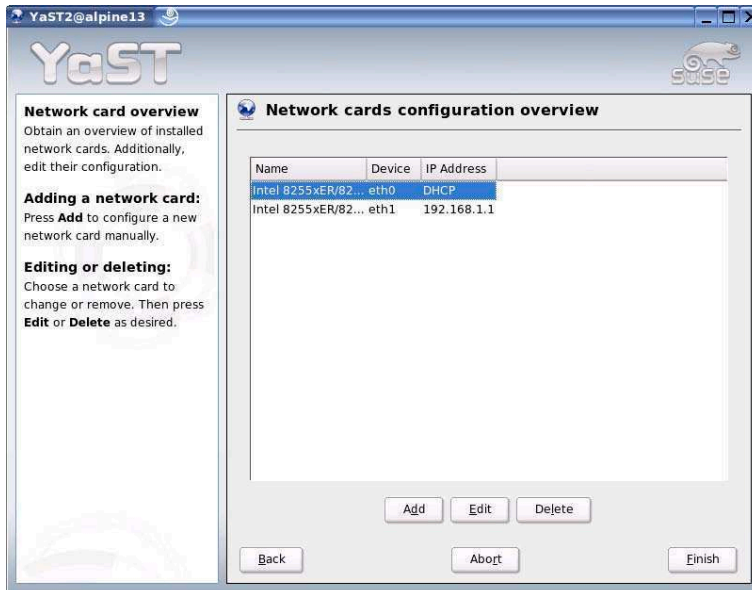 YaST2@alpine13
YaST
SUSE
Network card overview
Obtain an overview of installed
network cards. Additionally,
edit their configuration.
Adding a network card:
Press Add to configure a new
network card manually.
Editing or deleting:
Choose a network card to
change or remove. Then press
Edit or Delete as desired.
Network cards configuration overview
Name Device IP Address
Intel 8255xER/82... eth0 DHCP
Intel 8255xER/82... eth1 192.168.1.1
Add Edit Delete
Back Abort Finish